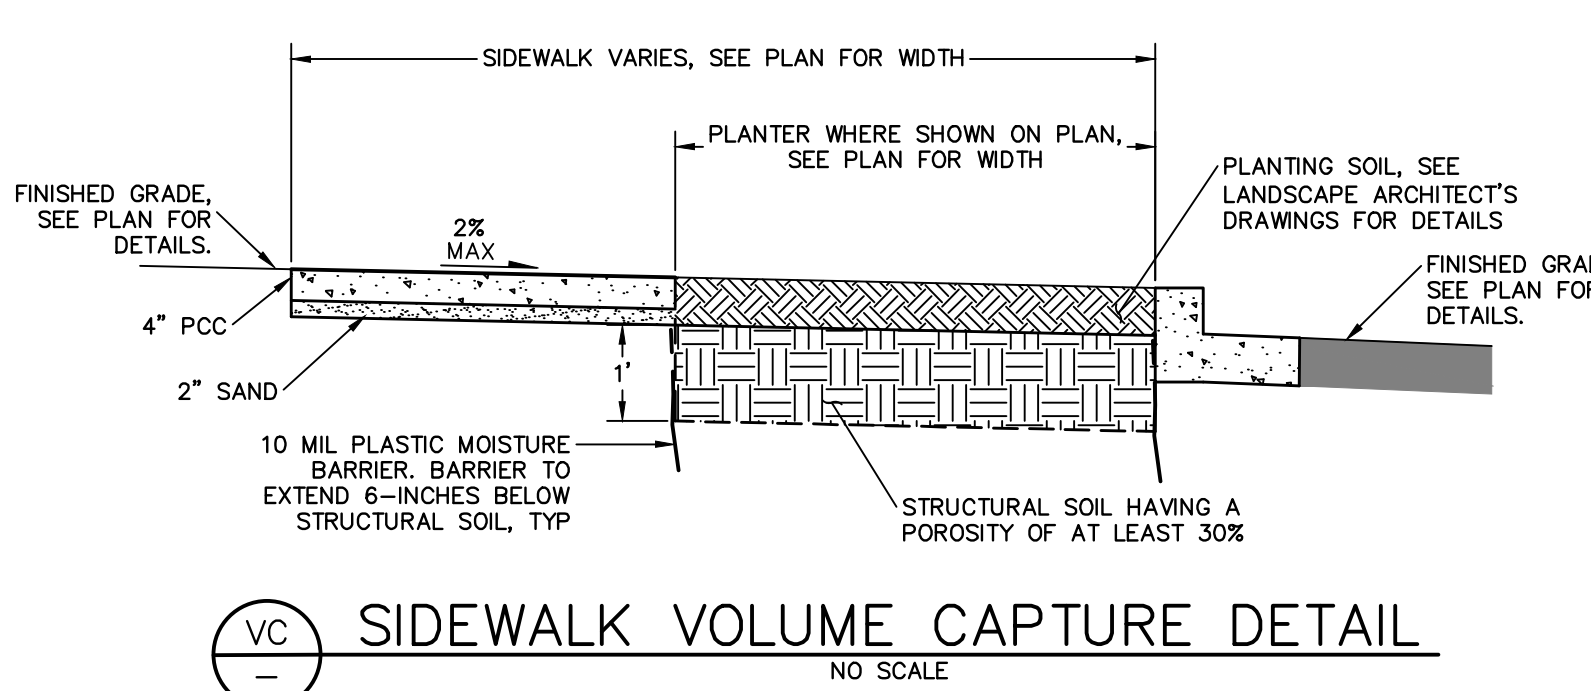 SIDEWALK VARIES, SEE PLAN FOR WIDTH
PLANTER WHERE SHOWN ON PLAN,
SEE PLAN FOR WIDTH
PLANTING SOIL, SEE
LANDSCAPE ARCHITECT'S
DRAWINGS FOR DETAILS
FINISHED GRADE,
SEE PLAN FOR
DETAILS.
2%
MAX
FINISHED GRA
SEE PLAN FOR
DETAILS.
4" PCC
2" SAND
1'
10 MIL PLASTIC MOISTURE
BARRIER. BARRIER TO
EXTEND 6-INCHES BELOW
STRUCTURAL SOIL, TYP
STRUCTURAL SOIL HAVING A
POROSITY OF AT LEAST 30%
VC
–
SIDEWALK VOLUME CAPTURE DETAIL
NO SCALE